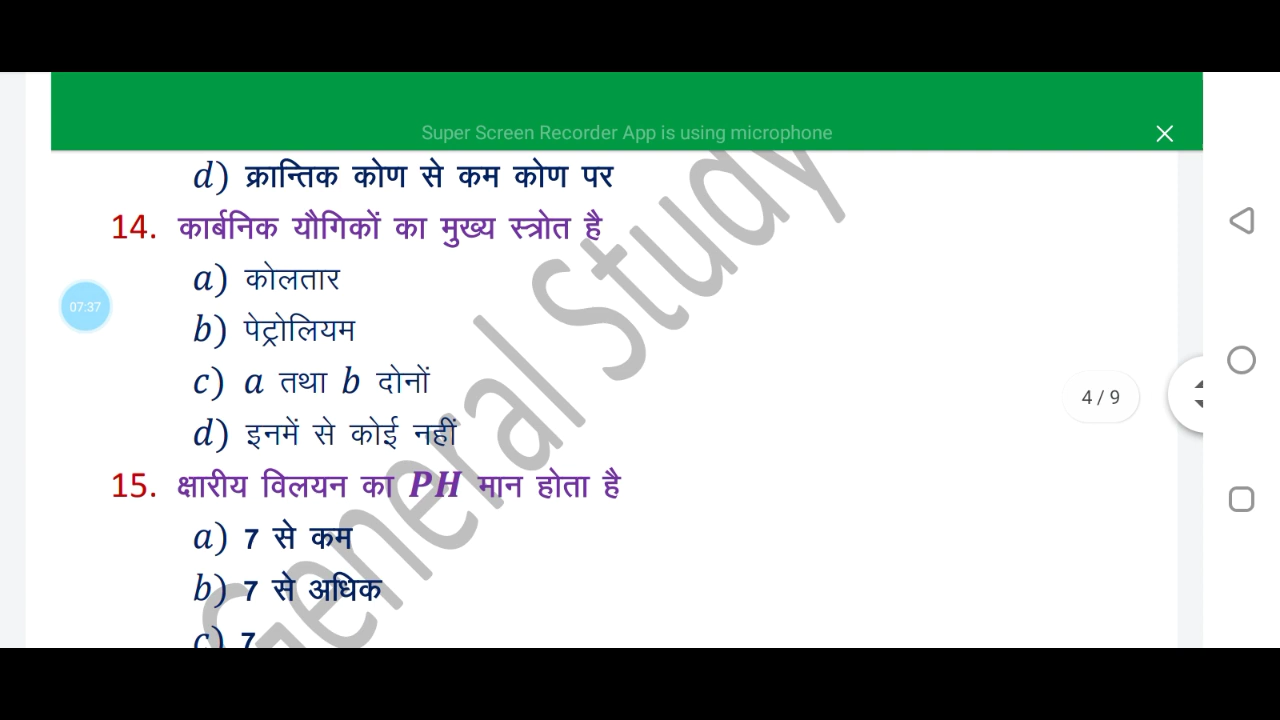 Super Screen Recorder App is using microphone
d) क्रान्तिक कोण से कम कोण पर
14. कार्बनिक यौगिकों का मुख्य स्त्रोत है
a) कोलतार
07:37
b) पेट्रोलियम
c) a तथा b दोनों
4 / 9
d) इनमें से कोई नहीं
15. क्षारीय विलयन का PH मान होता है
a) 7 से कम
b) 7 से अधिक
c) 7
General Study